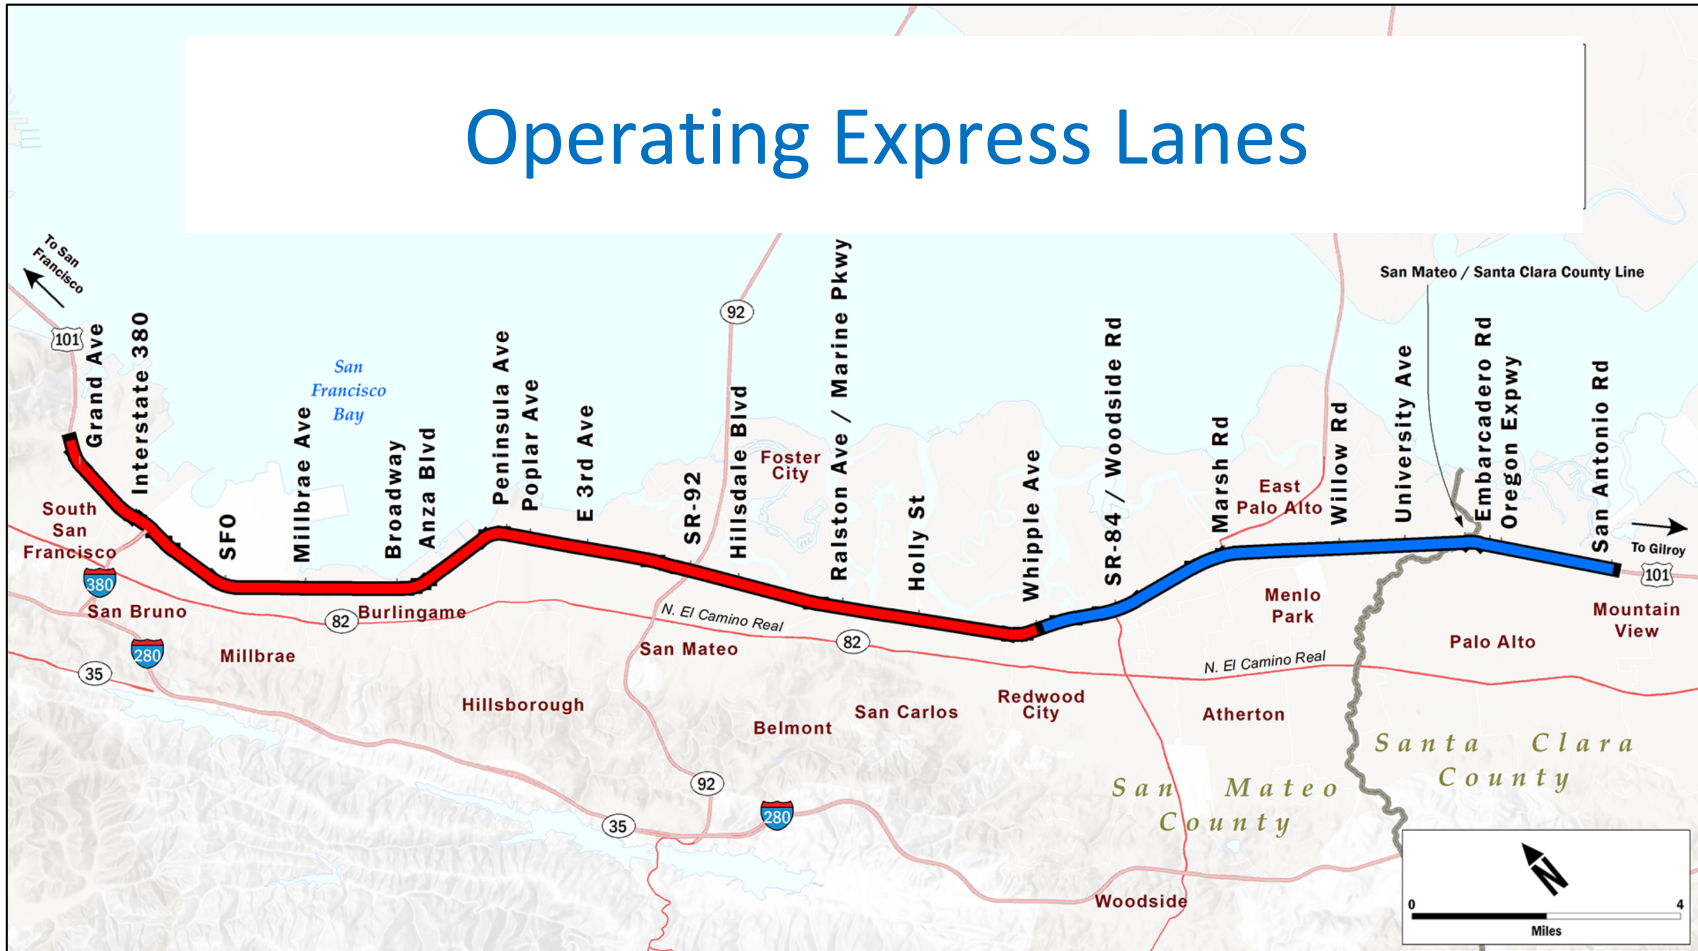 Operating Express Lanes
To San
Francisco
101
Grand Ave
Interstate 380
SFO
Millbrae Ave
Broadway
Anza Blvd
Peninsula Ave
Poplar Ave
E 3rd Ave
SR-92
Hillsdale Blvd
Ralston Ave / Marine Pkwy
Holly St
Whipple Ave
SR-84 / Woodside Rd
Marsh Rd
Willow Rd
University Ave
Embarcadero Rd
Oregon Expwy
San Antonio Rd
San Mateo / Santa Clara County Line
92
San
Francisco
Bay
Foster
City
East
Palo Alto
South
San
Francisco
380
San Bruno
82
Burlingame
N. El Camino Real
82
To Gilroy
101
Menlo
Park
Mountain
View
280
35
Millbrae
San Mateo
N. El Camino Real
Palo Alto
Hillsborough
Belmont
San Carlos
Redwood
City
Atherton
Santa Clara
County
San Mateo
County
92
35
280
Woodside
N
0 4
Miles